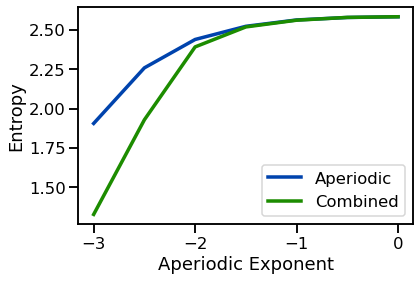 2.50
2.25
2.00
1.75
1.50
Entropy
Aperiodic
Combined
−3 −2 −1 0
Aperiodic Exponent